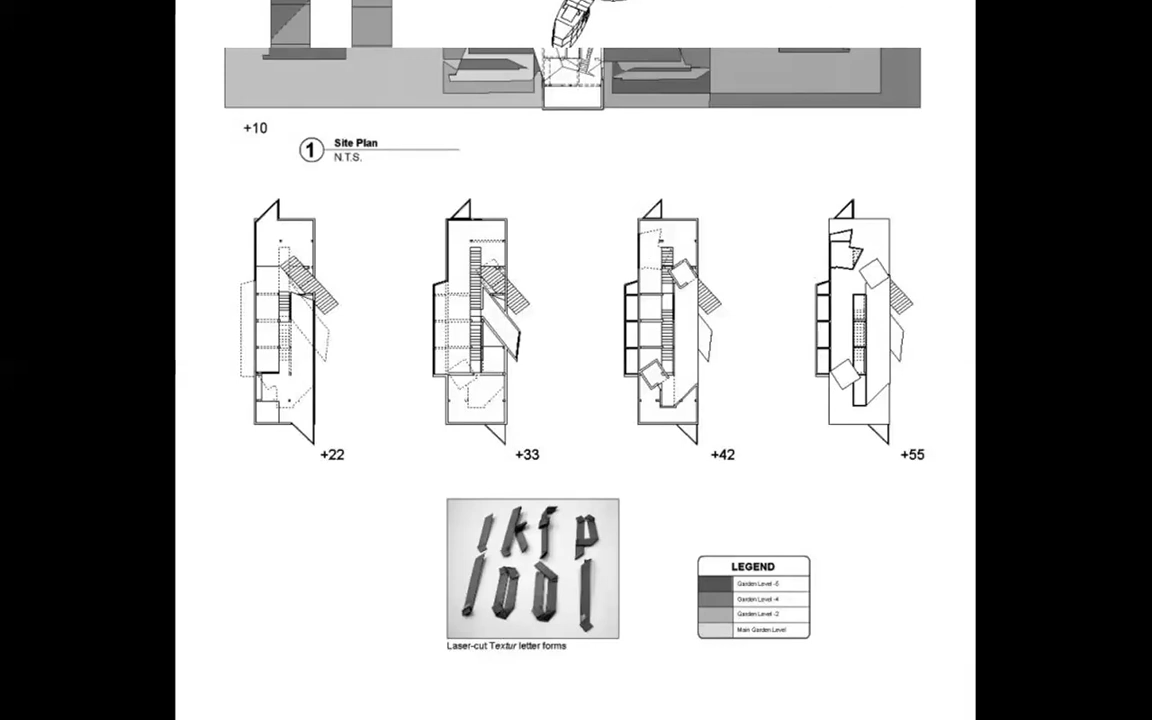 +10
1
Site Plan
N.T.S.
+22
+33
+42
+55
Laser-cut Textur letter forms
LEGEND
Garden Level -6
Garden Level -4
Garden Level -2
Main Garden Level